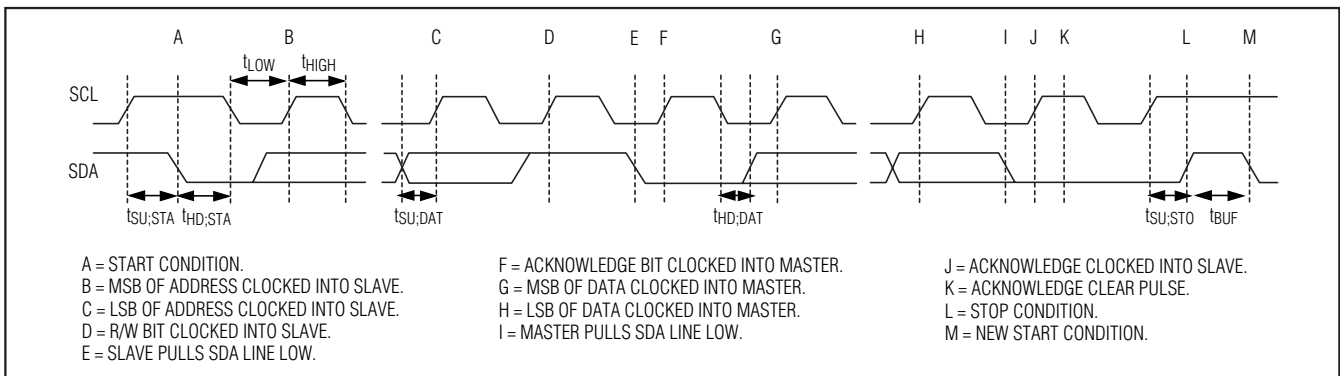 A B C D E F G H I J K L M
tLOW tHIGH
SCL
SDA
tSU;STA tHD;STA tSU;DAT tHD;DAT tSU;STO tBUF
A = START CONDITION.
B = MSB OF ADDRESS CLOCKED INTO SLAVE.
C = LSB OF ADDRESS CLOCKED INTO SLAVE.
D = R/W BIT CLOCKED INTO SLAVE.
E = SLAVE PULLS SDA LINE LOW.
F = ACKNOWLEDGE BIT CLOCKED INTO MASTER.
G = MSB OF DATA CLOCKED INTO MASTER.
H = LSB OF DATA CLOCKED INTO MASTER.
I = MASTER PULLS SDA LINE LOW.
J = ACKNOWLEDGE CLOCKED INTO SLAVE.
K = ACKNOWLEDGE CLEAR PULSE.
L = STOP CONDITION.
M = NEW START CONDITION.